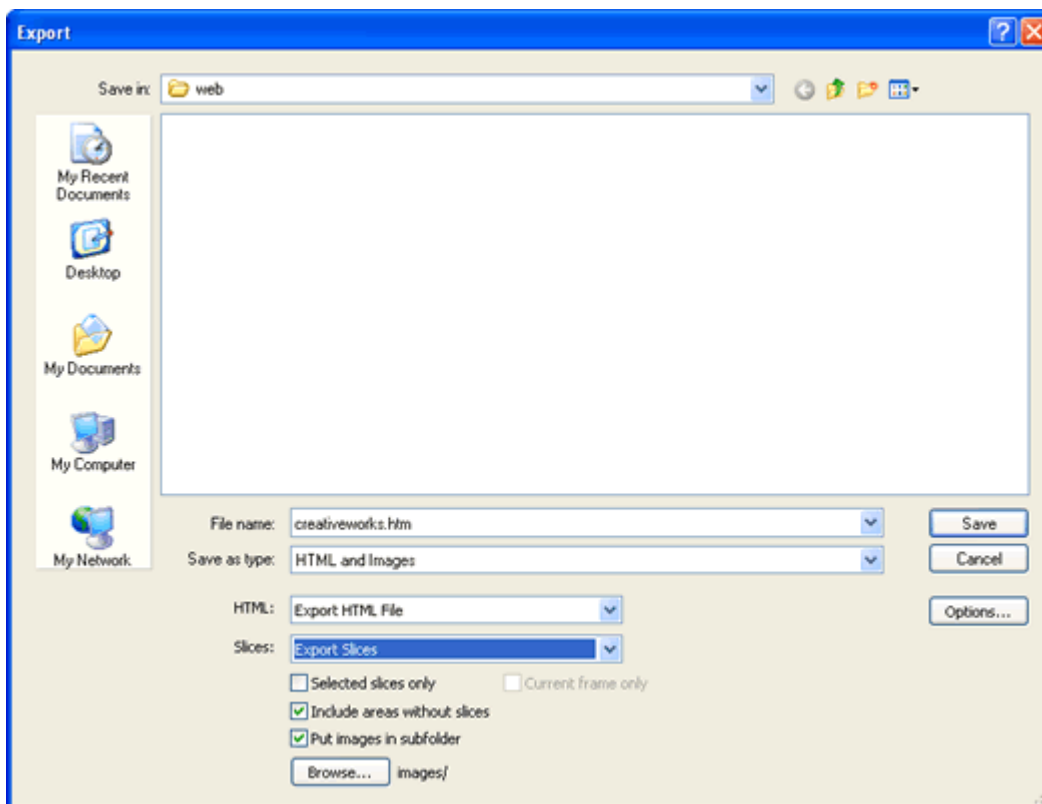 Export
Save in: web
My Recent
Documents
Desktop
My Documents
My Computer
My Network
File name: creativeworks.htm
Save
Save as type: HTML and Images
Cancel
HTML: Export HTML File
Options...
Slices: Export Slices
Selected slices only Current frame only
Include areas without slices
Put images in subfolder
Browse... images/